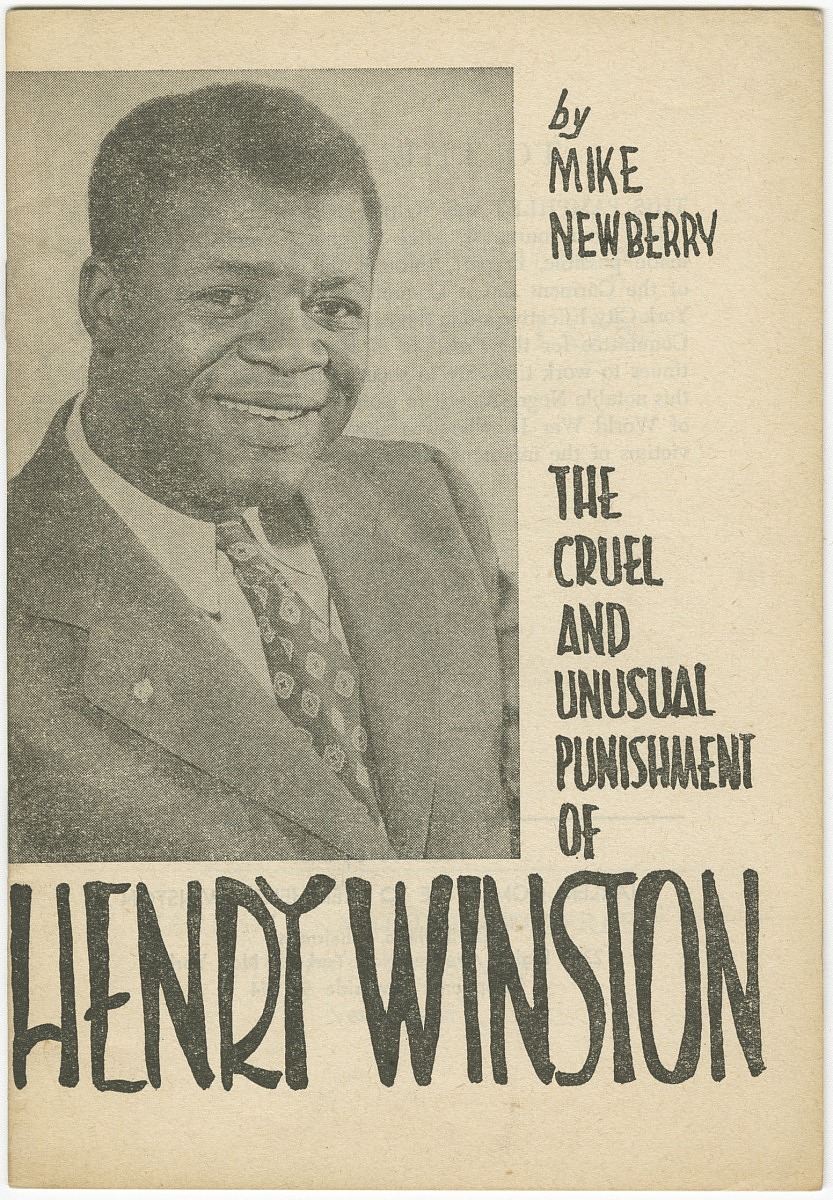 by
MIKE
NEWBERRY
THE
CRUEL
AND
UNUSUAL
PUNISHMENT
OF
HENRY WINSTON